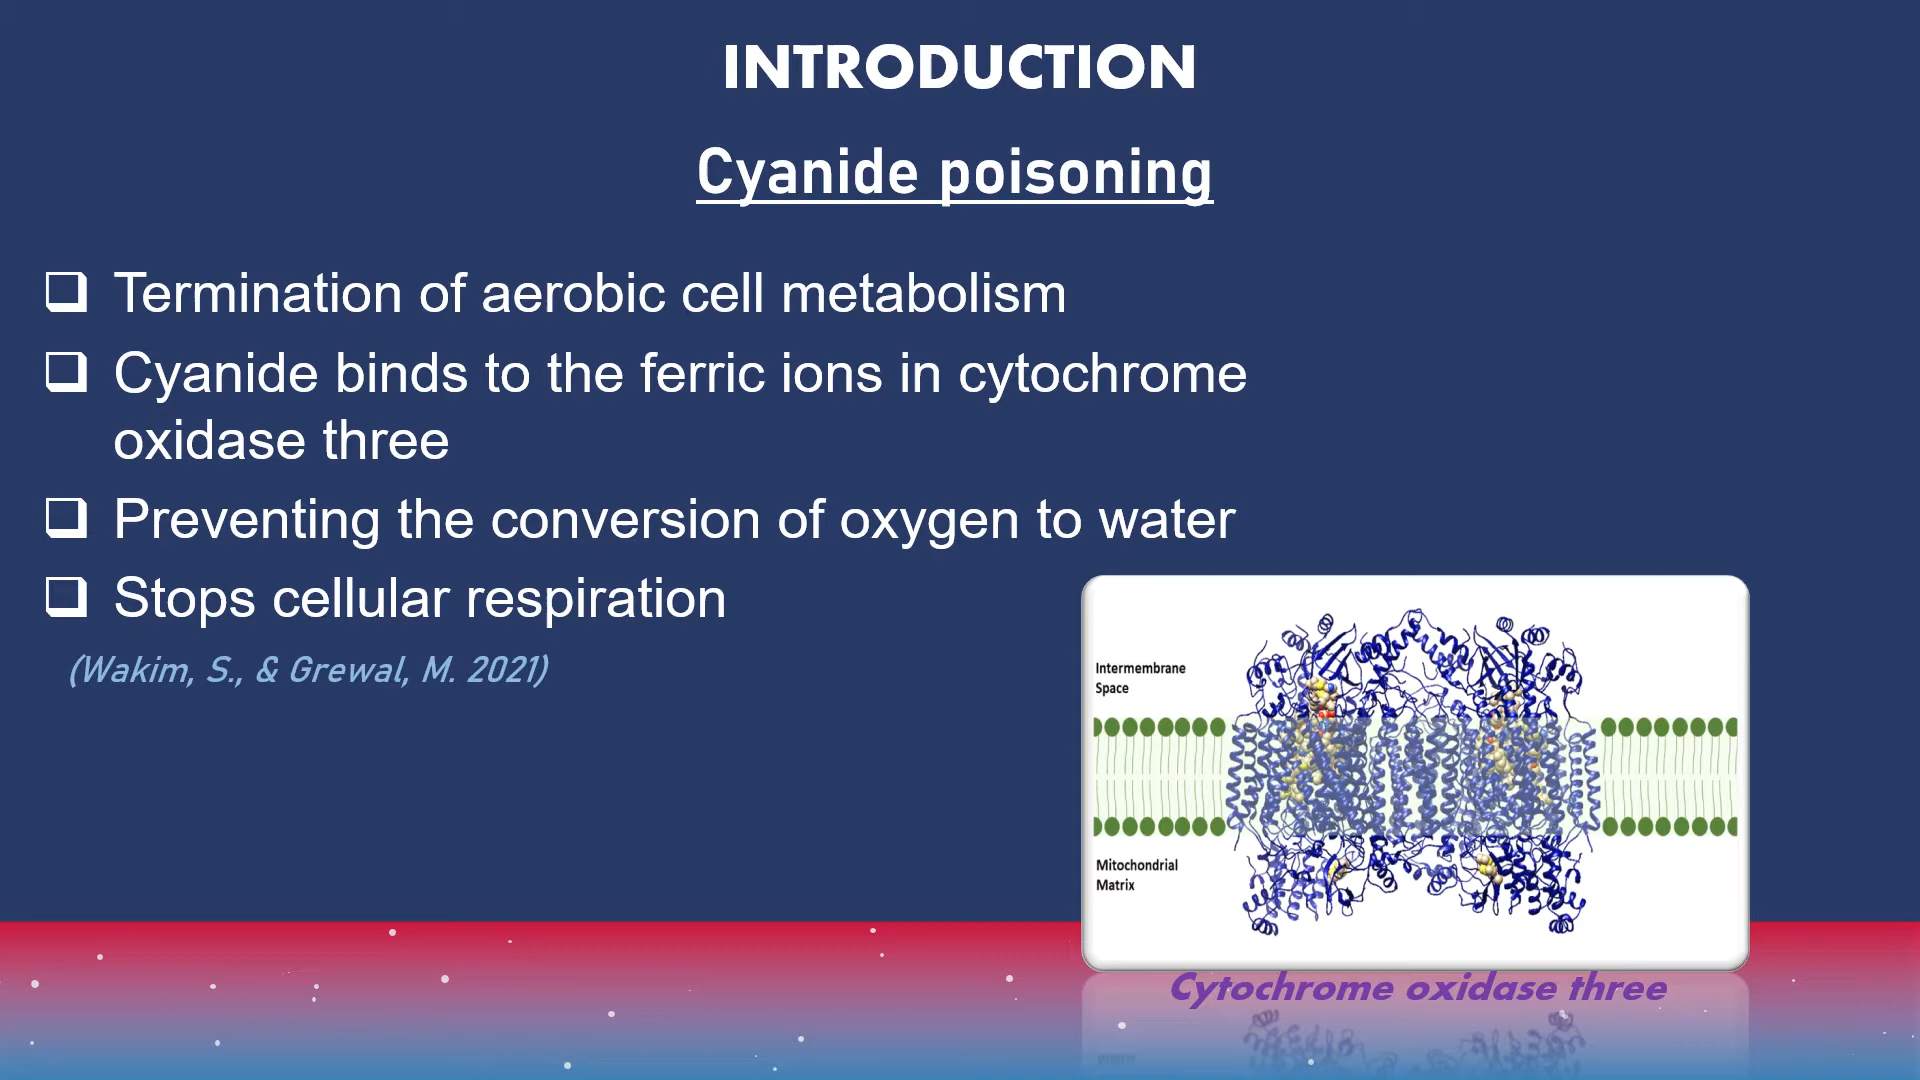 INTRODUCTION
Cyanide poisoning
Termination of aerobic cell metabolism
Cyanide binds to the ferric ions in cytochrome
oxidase three
Preventing the conversion of oxygen to water
Stops cellular respiration
(Wakim, S., & Grewal, M. 2021)
Intermembrane
Space
Mitochondrial
Matrix
Cytochrome oxidase three